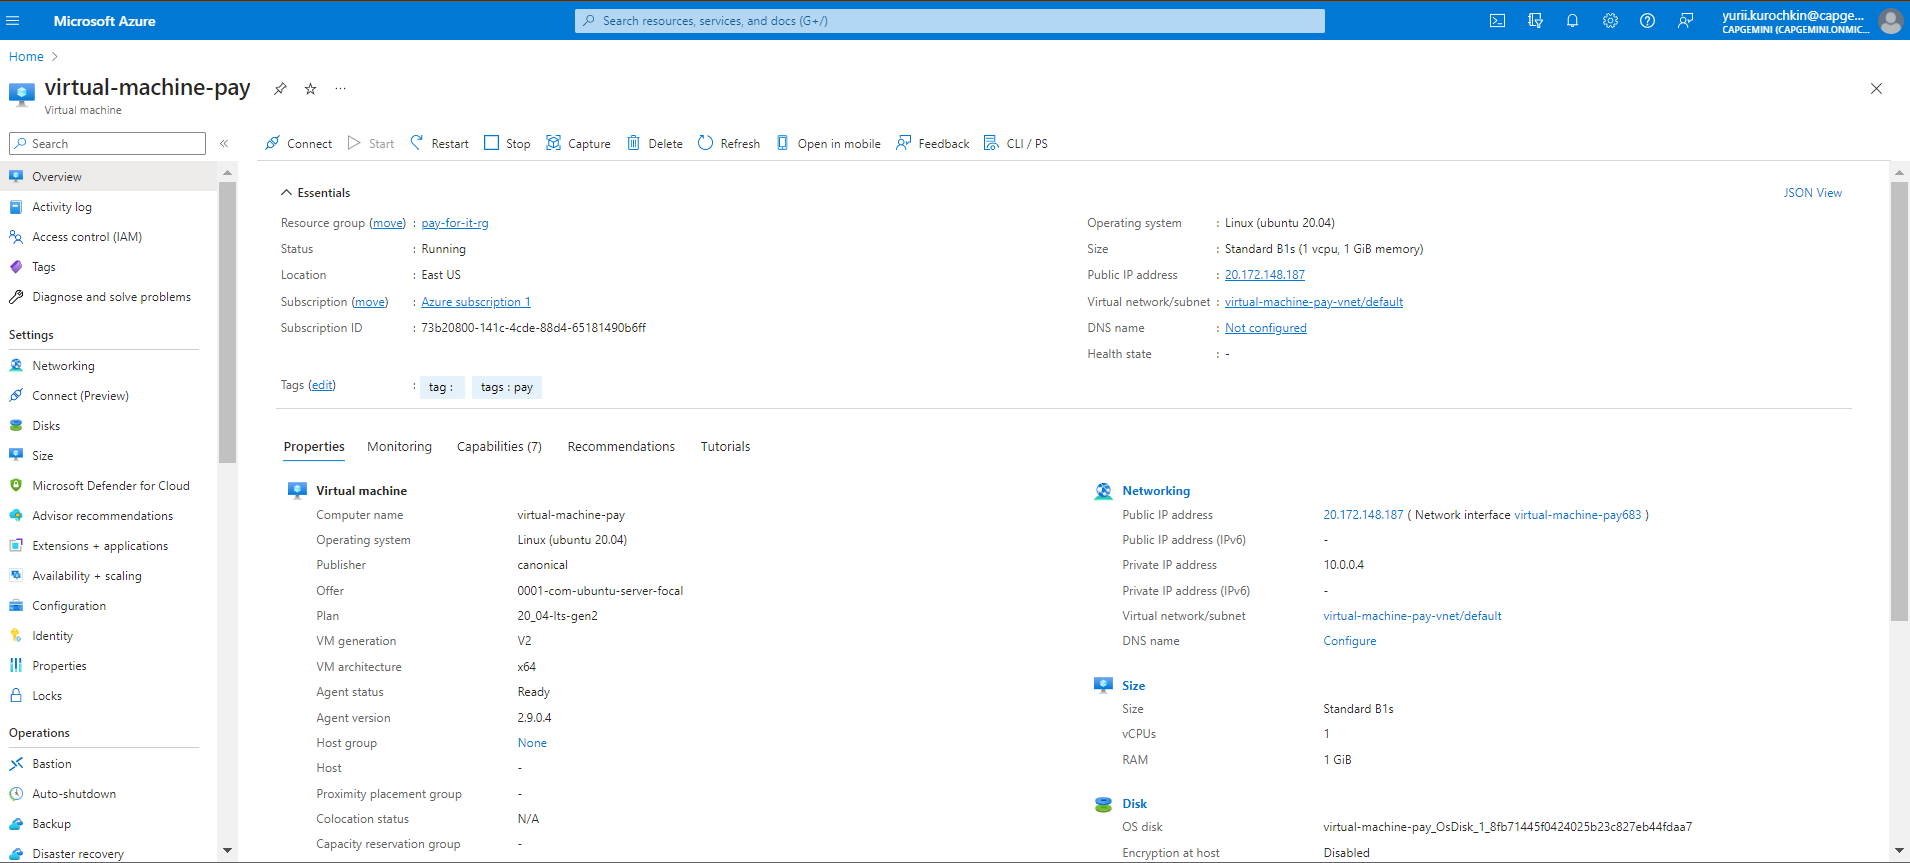 Microsoft Azure
Search resources, services, and docs (G+/)
yurii.kurochkin@capge...
CAPGEMINI (CAPGEMINI.ONMIC...
Home
virtual-machine-pay
Virtual machine
Search
Connect Start Restart Stop Capture Delete Refresh Open in mobile Feedback CLI / PS
Overview
Activity log
Access control (IAM)
Tags
Diagnose and solve problems
Settings
Networking
Connect (Preview)
Disks
Size
Microsoft Defender for Cloud
Advisor recommendations
Extensions + applications
Availability + scaling
Configuration
Identity
Properties
Locks
Operations
Bastion
Auto-shutdown
Backup
Disaster recovery
Essentials
JSON View
Resource group (move) : pay-for-it-rg
Status : Running
Location : East US
Subscription (move) : Azure subscription 1
Subscription ID : 73b20800-141c-4cde-88d4-65181490b6ff
Operating system : Linux (ubuntu 20.04)
Size : Standard B1s (1 vcpu, 1 GiB memory)
Public IP address : 20.172.148.187
Virtual network/subnet : virtual-machine-pay-vnet/default
DNS name : Not configured
Health state : -
Tags (edit) : tag : tags : pay
Properties Monitoring Capabilities (7) Recommendations Tutorials
Virtual machine
Computer name virtual-machine-pay
Operating system Linux (ubuntu 20.04)
Publisher canonical
Offer 0001-com-ubuntu-server-focal
Plan 20_04-lts-gen2
VM generation V2
VM architecture x64
Agent status Ready
Agent version 2.9.0.4
Host group None
Host -
Proximity placement group -
Colocation status N/A
Capacity reservation group -
Networking
Public IP address 20.172.148.187 ( Network interface virtual-machine-pay683 )
Public IP address (IPv6) -
Private IP address 10.0.0.4
Private IP address (IPv6) -
Virtual network/subnet virtual-machine-pay-vnet/default
DNS name Configure
Size
Size Standard B1s
vCPUs 1
RAM 1 GiB
Disk
OS disk virtual-machine-pay_OsDisk_1_8fb71445f0424025b23c827eb44fdaa7
Encryption at host Disabled